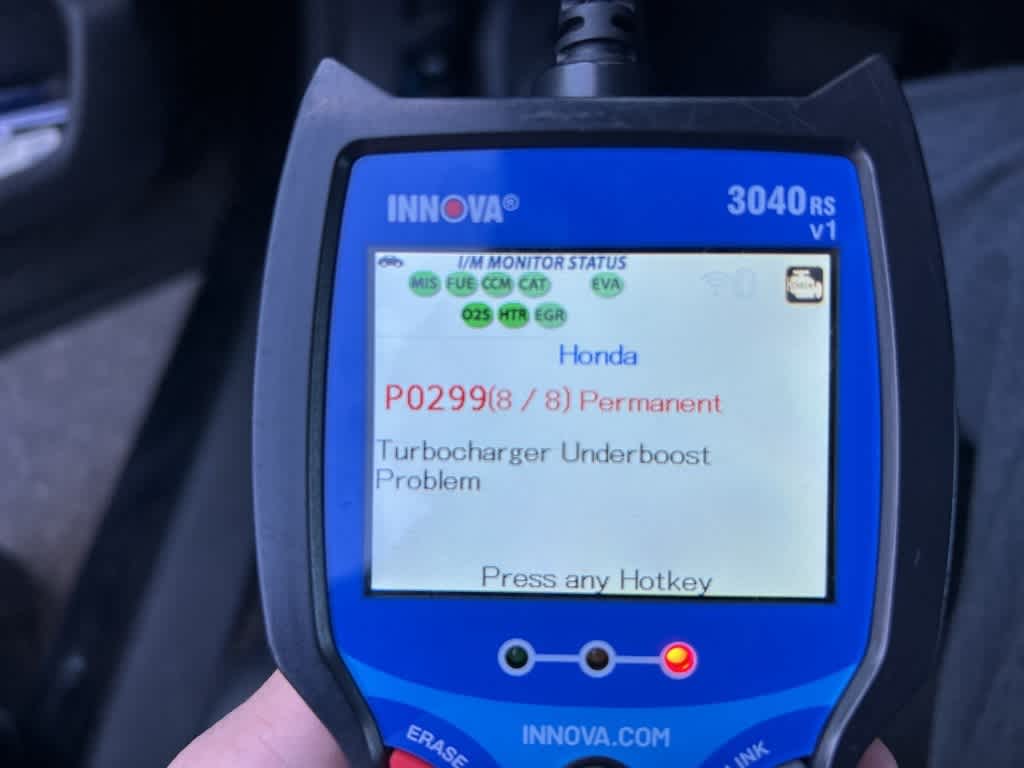 INNOVA®
3040RS
v1
I/M MONITOR STATUS
MIS FUE CCM CAT EVA
O2S HTR EGR
Honda
P0299(8 / 8) Permanent
Turbocharger Underboost
Problem
Press any Hotkey
INNOVA.COM
ERASE
LINK